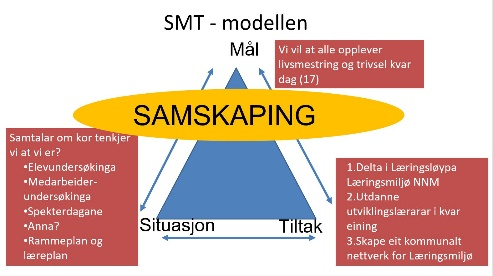 SMT - modellen
Mål
Vi vil at alle opplever
livsmestring og trivsel kvar
dag (17)
SAMSKAPING
Samtalar om kor tenkjer
vi at vi er?
•Elevundersøkinga
•Medarbeider-
undersøkinga
•Spekterdagane
•Anna?
•Rammeplan og
læreplan
Situasjon
Tiltak
1.Delta i Læringsløypa
Læringsmiljø NNM
2.Utdanne
utviklingslærarar i kvar
eining
3.Skape eit kommunalt
nettverk for Læringsmiljø